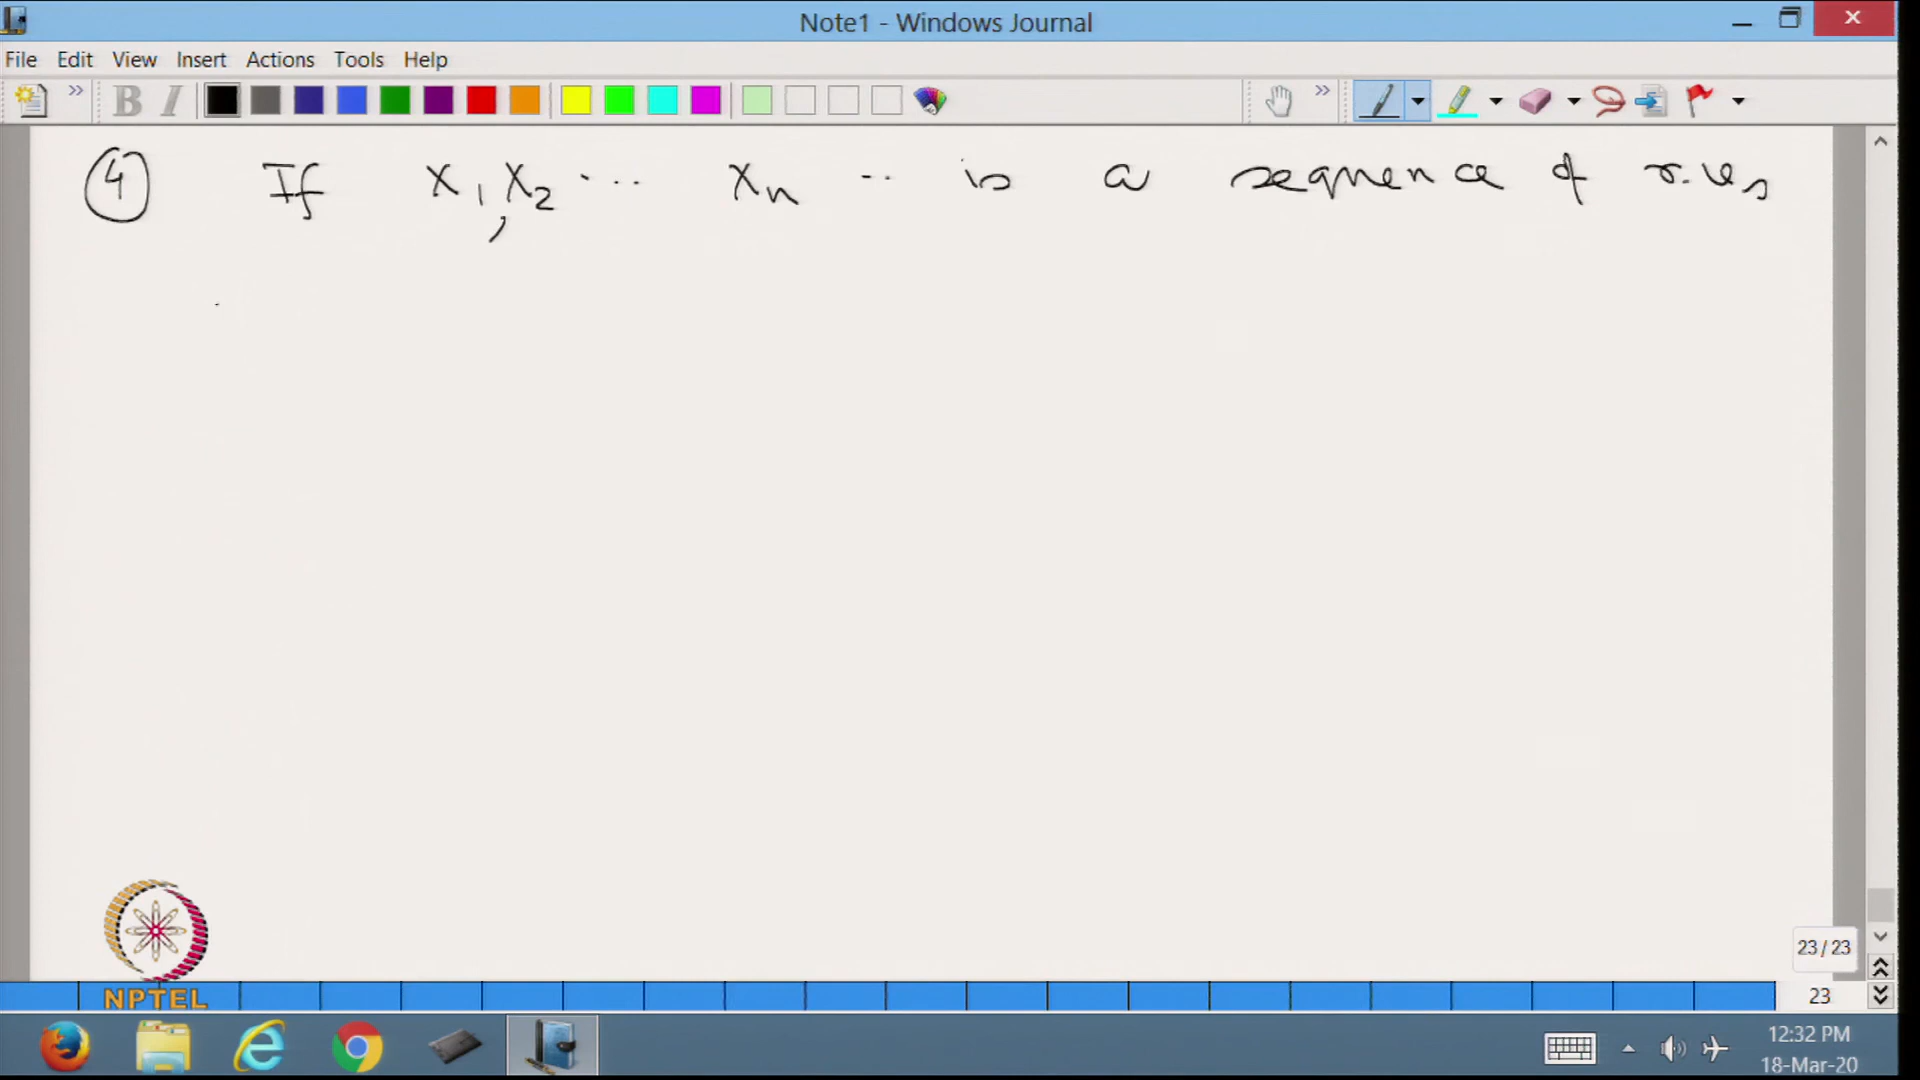 Note1 - Windows Journal
File Edit View Insert Actions Tools Help
B I
④ If X₁, X₂ ... Xₙ .. is a sequence of r.vs
23 / 23
NPTEL
23
12:32 PM
18-Mar-20